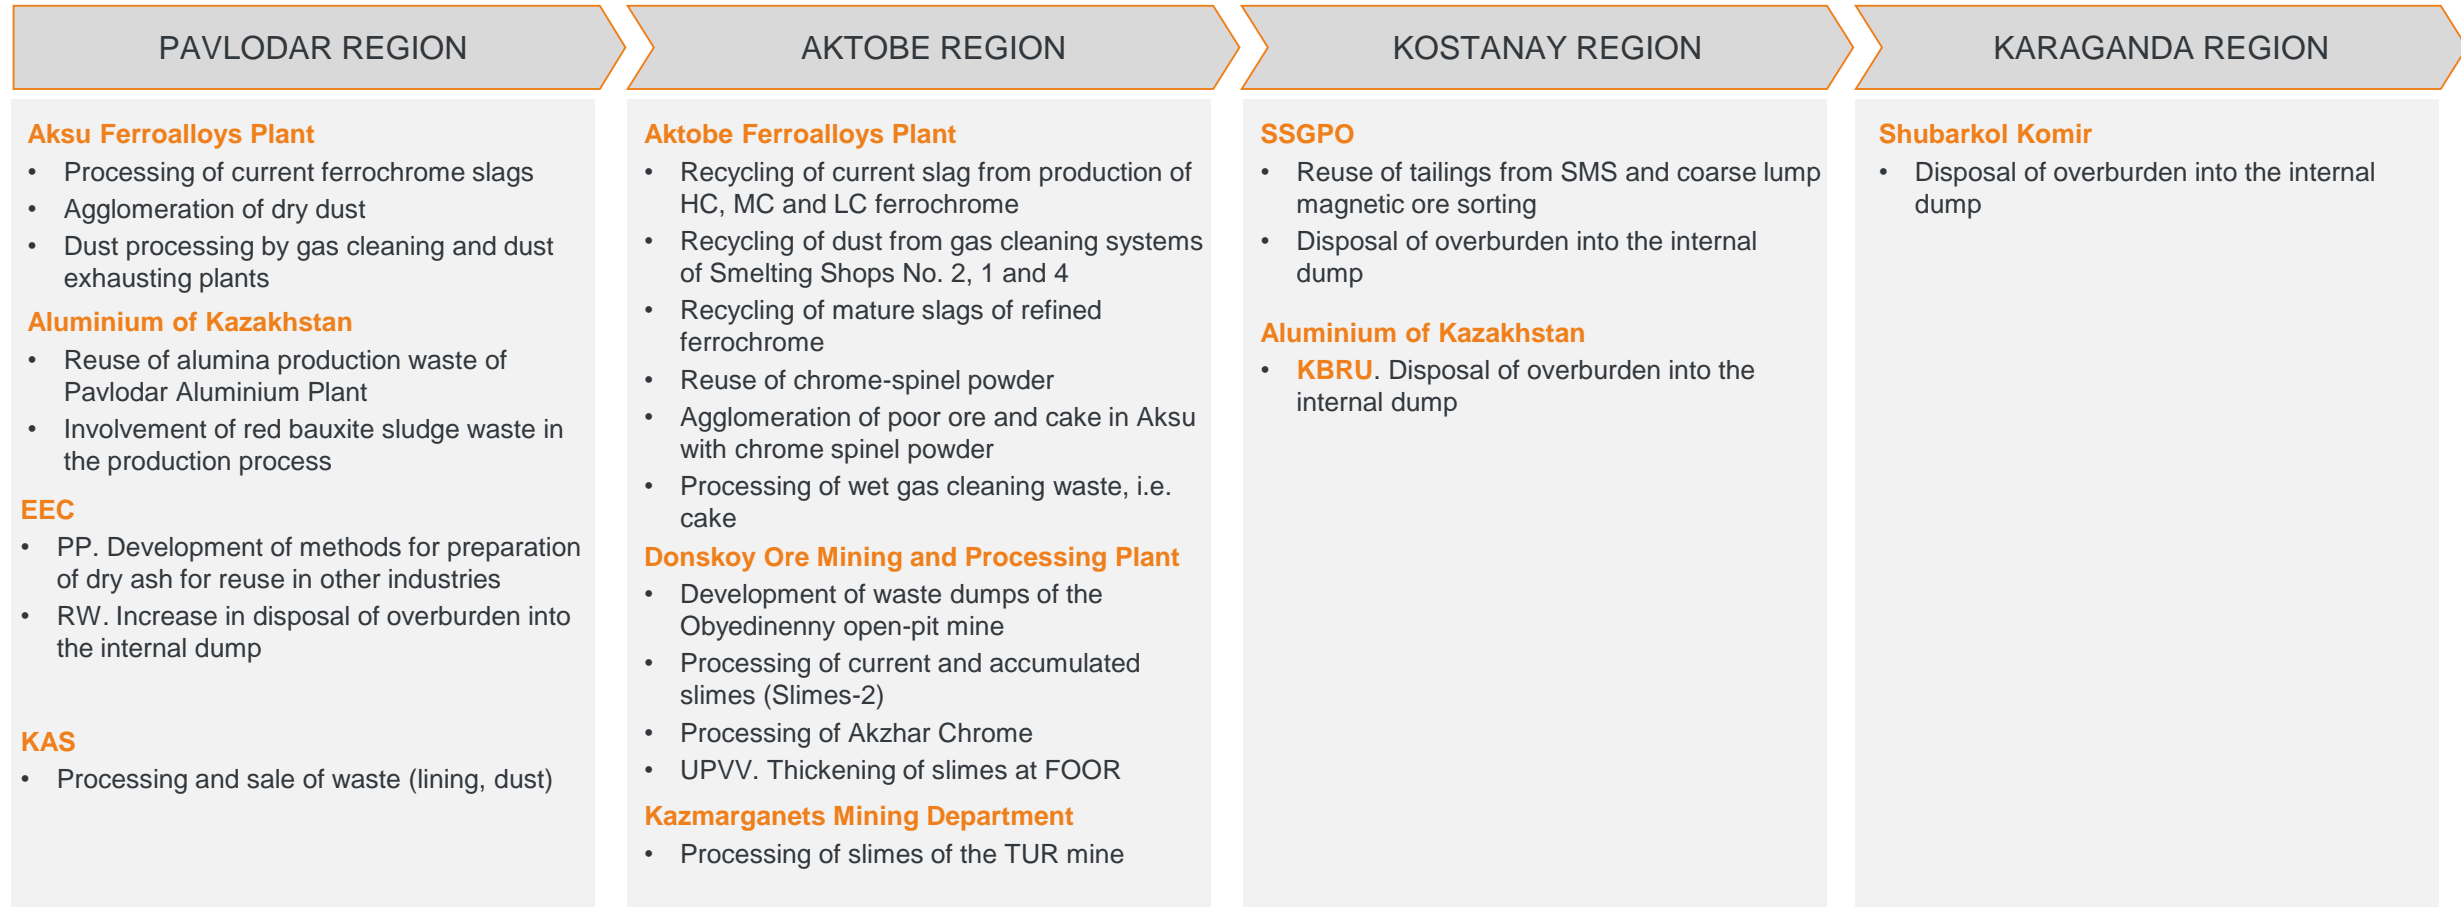 PAVLODAR REGION
AKTOBE REGION
KOSTANAY REGION
KARAGANDA REGION
Aksu Ferroalloys Plant
• Processing of current ferrochrome slags
• Agglomeration of dry dust
• Dust processing by gas cleaning and dust
exhausting plants
Aluminium of Kazakhstan
• Reuse of alumina production waste of
Pavlodar Aluminium Plant
• Involvement of red bauxite sludge waste in
the production process
EEC
• PP. Development of methods for preparation
of dry ash for reuse in other industries
• RW. Increase in disposal of overburden into
the internal dump
KAS
• Processing and sale of waste (lining, dust)
Aktobe Ferroalloys Plant
• Recycling of current slag from production of
HC, MC and LC ferrochrome
• Recycling of dust from gas cleaning systems
of Smelting Shops No. 2, 1 and 4
• Recycling of mature slags of refined
ferrochrome
• Reuse of chrome-spinel powder
• Agglomeration of poor ore and cake in Aksu
with chrome spinel powder
• Processing of wet gas cleaning waste, i.e.
cake
Donskoy Ore Mining and Processing Plant
• Development of waste dumps of the
Obyedinenny open-pit mine
• Processing of current and accumulated
slimes (Slimes-2)
• Processing of Akzhar Chrome
• UPVV. Thickening of slimes at FOOR
Kazmarganets Mining Department
• Processing of slimes of the TUR mine
SSGPO
• Reuse of tailings from SMS and coarse lump
magnetic ore sorting
• Disposal of overburden into the internal
dump
Aluminium of Kazakhstan
• KBRU. Disposal of overburden into the
internal dump
Shubarkol Komir
• Disposal of overburden into the internal
dump